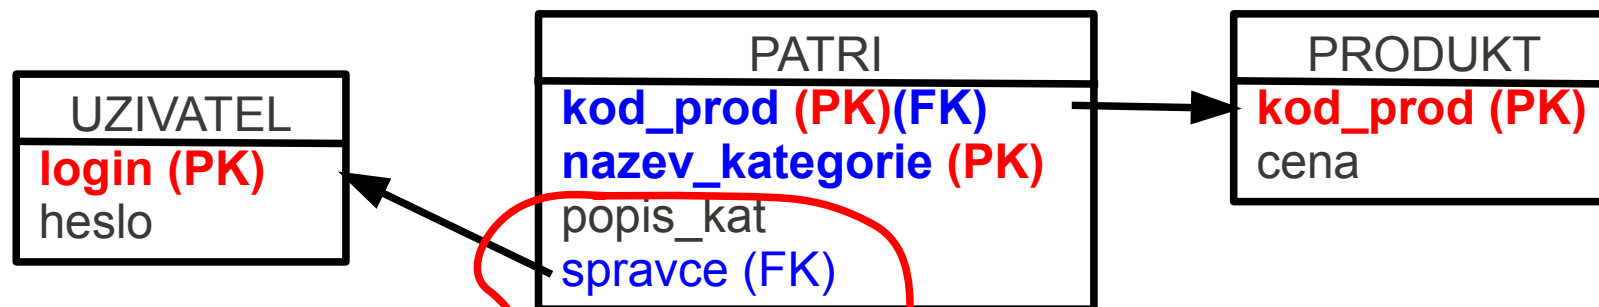 UZIVATEL
login (PK)
heslo
PATRI
kod_prod (PK)(FK)
nazev_kategorie (PK)
popis_kat
spravce (FK)
PRODUKT
kod_prod (PK)
cena